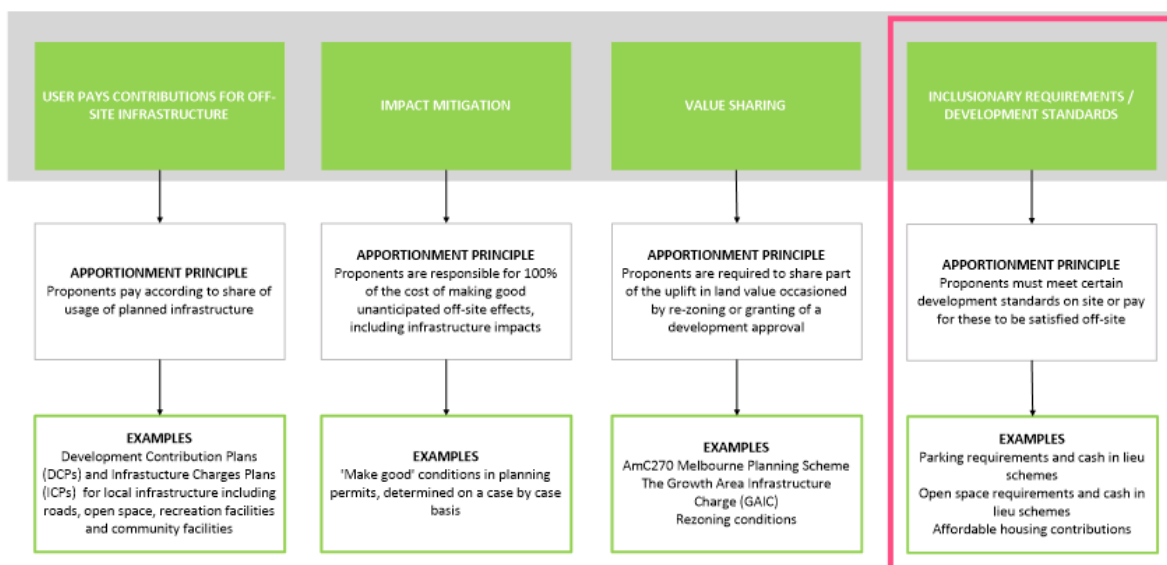 USER PAYS CONTRIBUTIONS FOR OFF-
SITE INFRASTRUCTURE
APPORTIONMENT PRINCIPLE
Proponents pay according to share of
usage of planned infrastructure
EXAMPLES
Development Contribution Plans
(DCPs) and Infrastucture Charges Plans
(ICPs) for local infrastructure including
roads, open space, recreation facilities
and community facilities
IMPACT MITIGATION
APPORTIONMENT PRINCIPLE
Proponents are responsible for 100%
of the cost of making good
unanticipated off-site effects,
including infrastructure impacts
EXAMPLES
'Make good' conditions in planning
permits, determined on a case by case
basis
VALUE SHARING
APPORTIONMENT PRINCIPLE
Proponents are required to share part
of the uplift in land value occasioned
by re-zoning or granting of a
development approval
EXAMPLES
AmC270 Melbourne Planning Scheme
The Growth Area Infrastructure
Charge (GAIC)
Rezoning conditions
INCLUSIONARY REQUIREMENTS /
DEVELOPMENT STANDARDS
APPORTIONMENT PRINCIPLE
Proponents must meet certain
development standards on site or pay
for these to be satisfied off-site
EXAMPLES
Parking requirements and cash in lieu
schemes
Open space requirements and cash in
lieu schemes
Affordable housing contributions